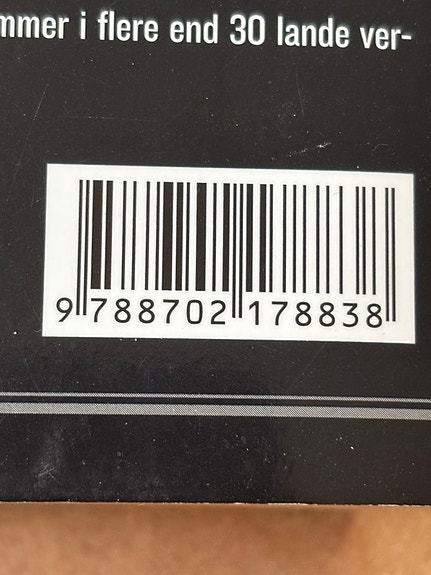 mmer i flere end 30 lande ver-
9 788702 178838